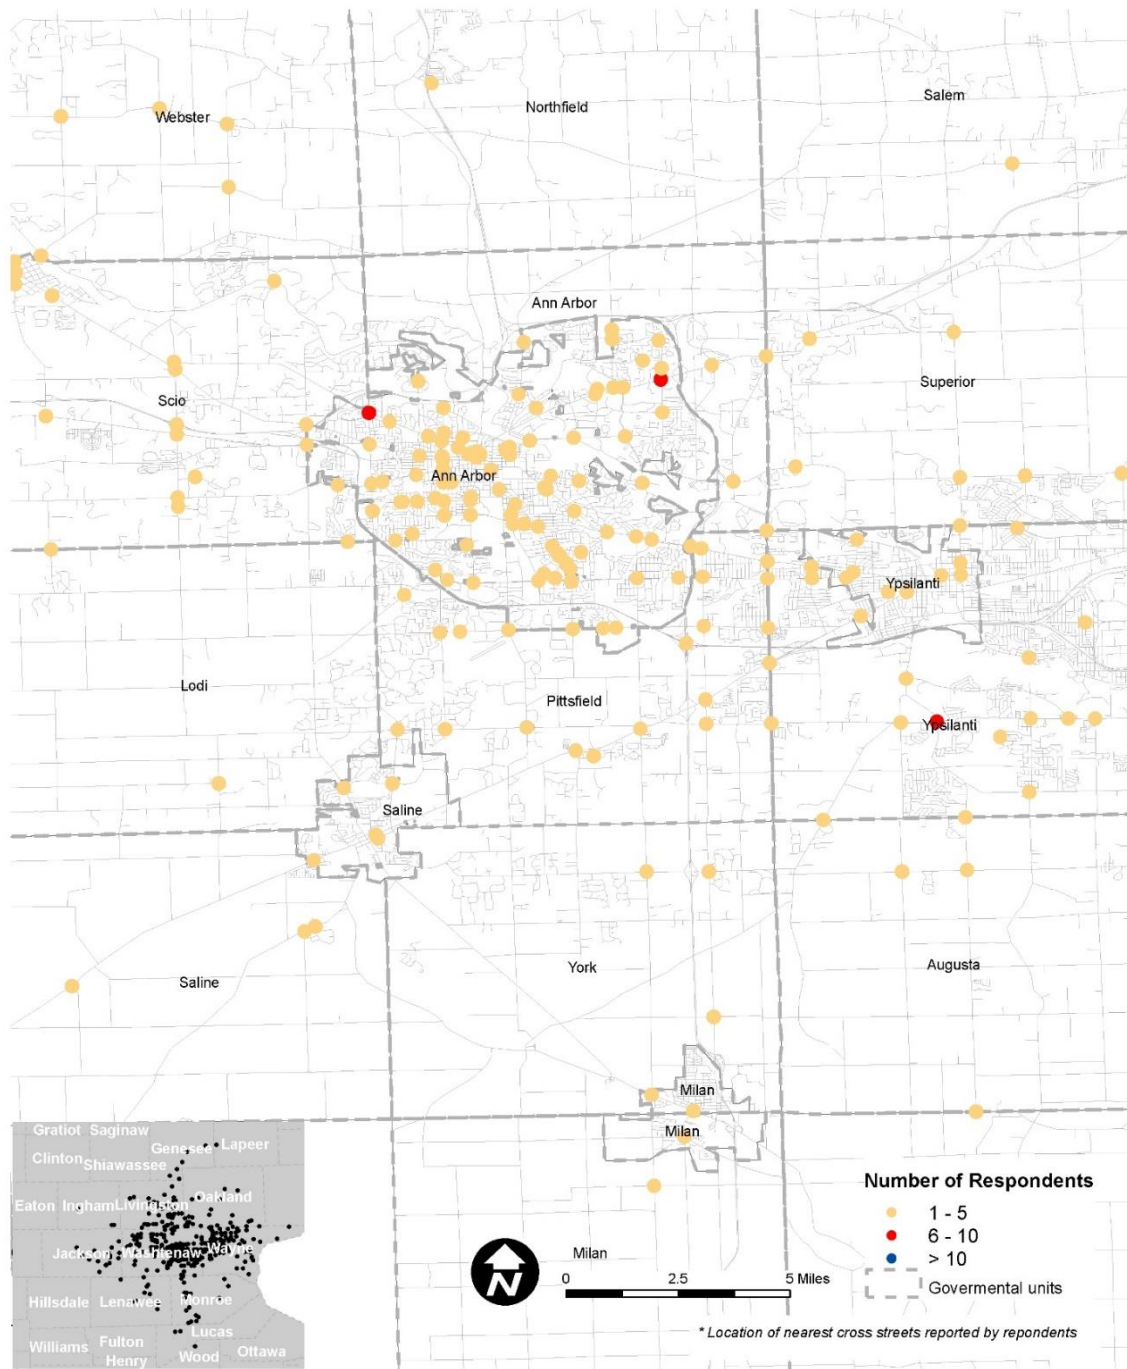 Northfield
Salem
Webster
Ann Arbor
Superior
Scio
Ann Arbor
Ypsilanti
Lodi
Pittsfield
Ypsilanti
Saline
York
Augusta
Saline
Milan
Milan
Gratiot Saginaw
Genesee Lapeer
Clinton
Shiawassee
Eaton Ingham Livingston Oakland
Jackson Washtenaw Wayne
Hillsdale Lenawee Monroe
Lucas
Williams Fulton
Henry Wood Ottawa
Milan
N
0 2.5 5 Miles
Number of Respondents
1 - 5
6 - 10
> 10
Govermental units
* Location of nearest cross streets reported by repondents